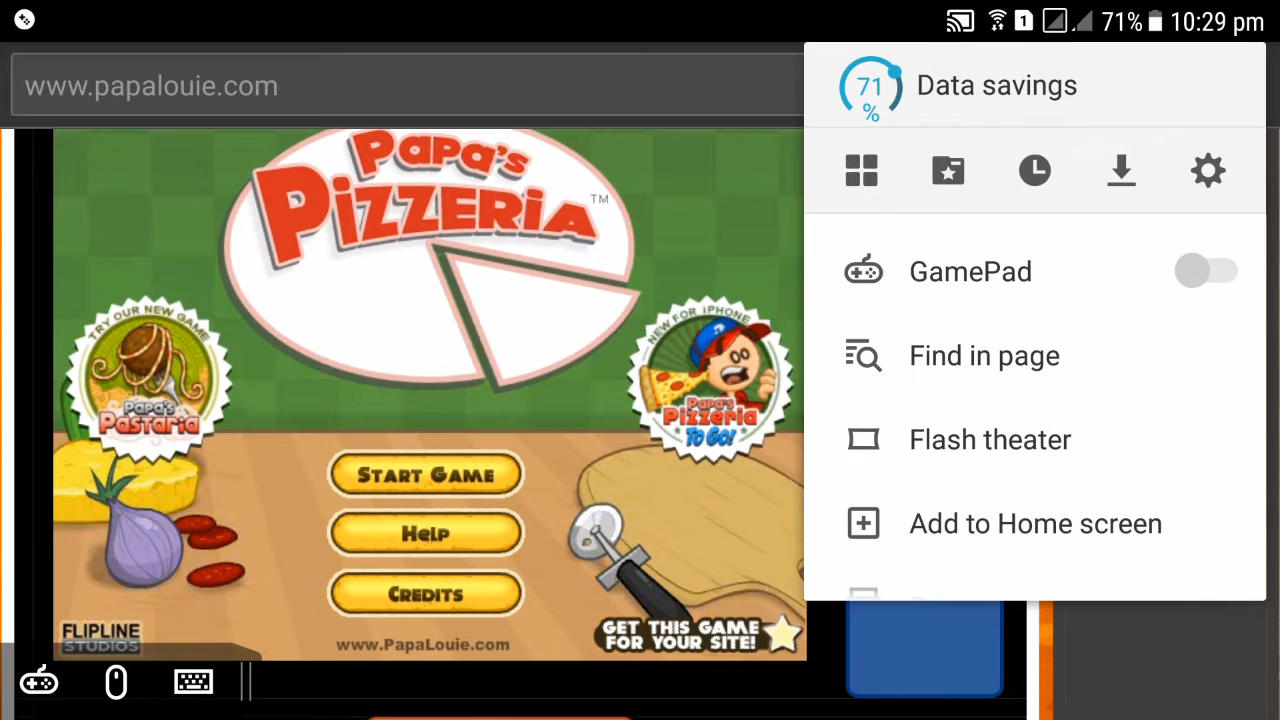 1 71% 10:29 pm
www.papalouie.com
71
%
Data savings
GamePad
Find in page
Flash theater
Add to Home screen
Papa's
Pizzeria™
TRY OUR NEW GAME
Papa's
Pastaria
NEW FOR IPHONE
Papa's
Pizzeria
To Go!
Start Game
Help
Credits
FLIPLINE
STUDIOS
www.PapaLouie.com
GET THIS GAME
FOR YOUR SITE!